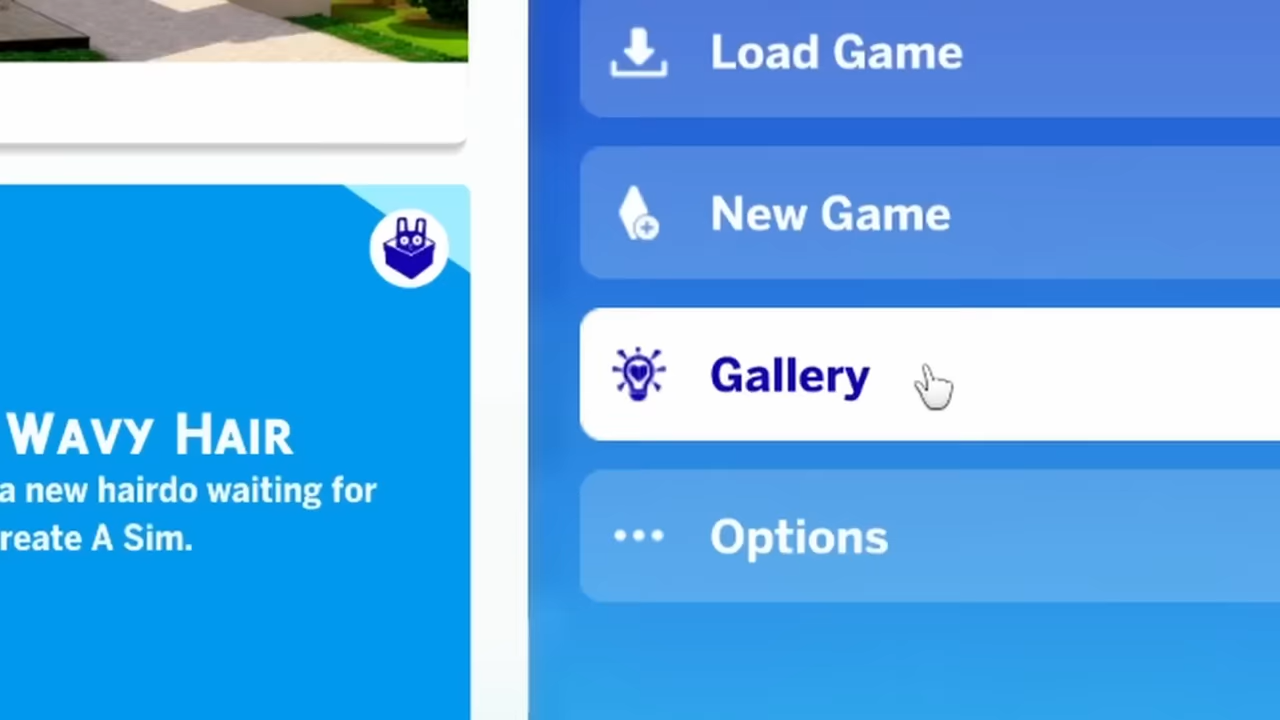 Load Game
New Game
Gallery
Options
WAVY HAIR
a new hairdo waiting for
reate A Sim.